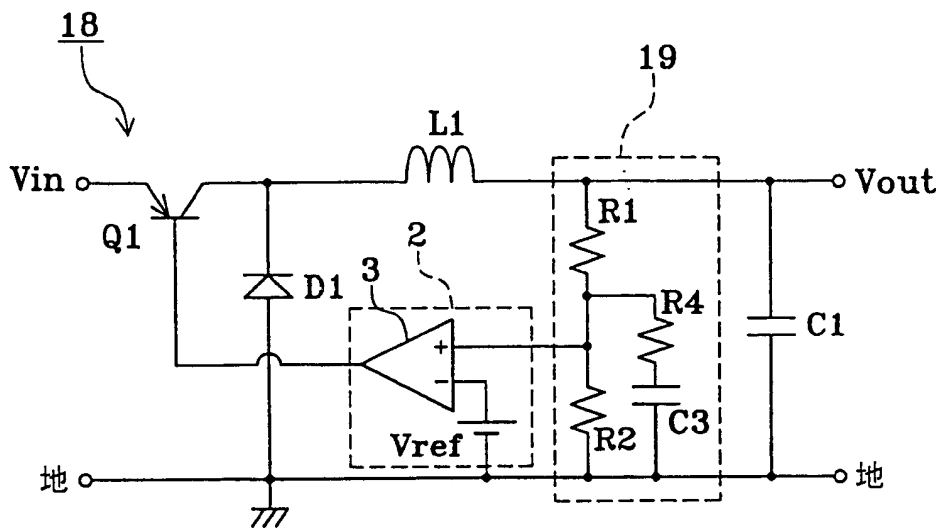 18
19
L1
Vin
Vout
Q1
R1
2
3
D1
R4
+
C1
−
C3
R2
Vref
地
地